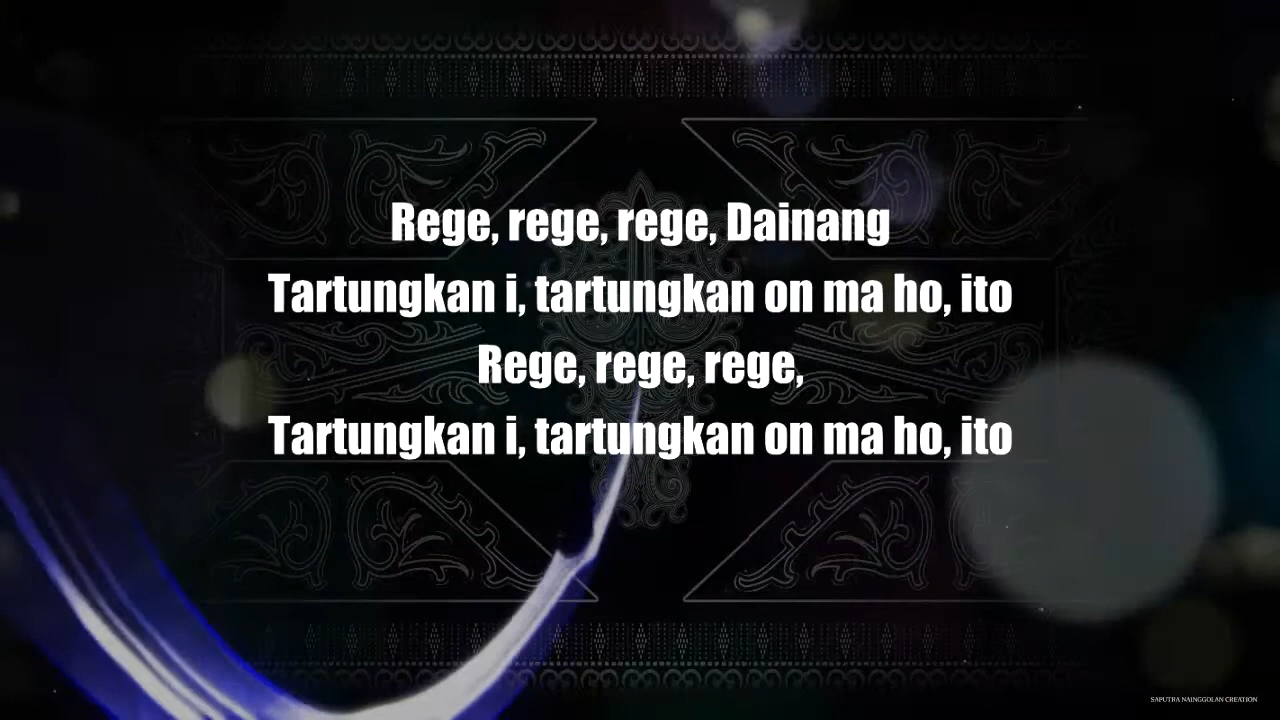 Rege, rege, rege, Dainang
Tartungkan i, tartungkan on ma ho, ito
Rege, rege, rege,
Tartungkan i, tartungkan on ma ho, ito
SAPUTRA NAINGGOLAN CREATION